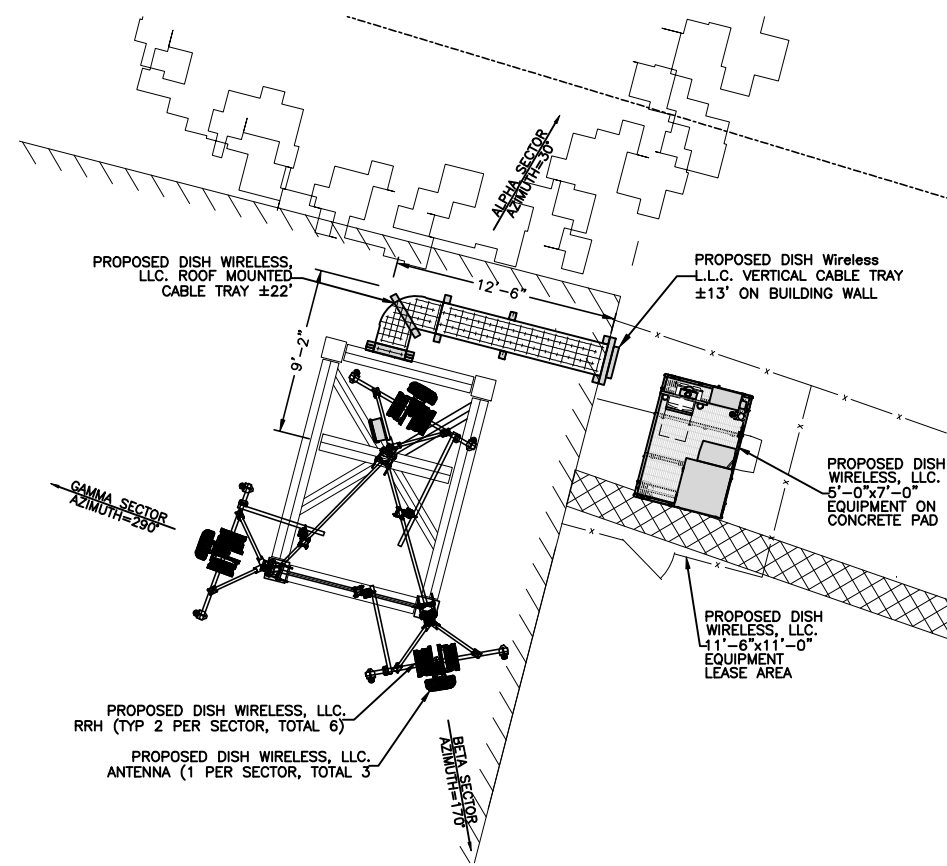 ALPHA SECTOR
AZIMUTH=30°
PROPOSED DISH WIRELESS,
LLC. ROOF MOUNTED
CABLE TRAY ±22'
12'-6"
9'-2"
PROPOSED DISH Wireless
L.L.C. VERTICAL CABLE TRAY
±13' ON BUILDING WALL
x
x
x
x
x
x
x
x
x
x
PROPOSED DISH
WIRELESS, LLC.
5'-0"x7'-0"
EQUIPMENT ON
CONCRETE PAD
GAMMA SECTOR
AZIMUTH=290°
PROPOSED DISH
WIRELESS, LLC.
11'-6"x11'-0"
EQUIPMENT
LEASE AREA
PROPOSED DISH WIRELESS, LLC.
RRH (TYP 2 PER SECTOR, TOTAL 6)
PROPOSED DISH WIRELESS, LLC.
ANTENNA (1 PER SECTOR, TOTAL 3
BETA SECTOR
AZIMUTH=170°